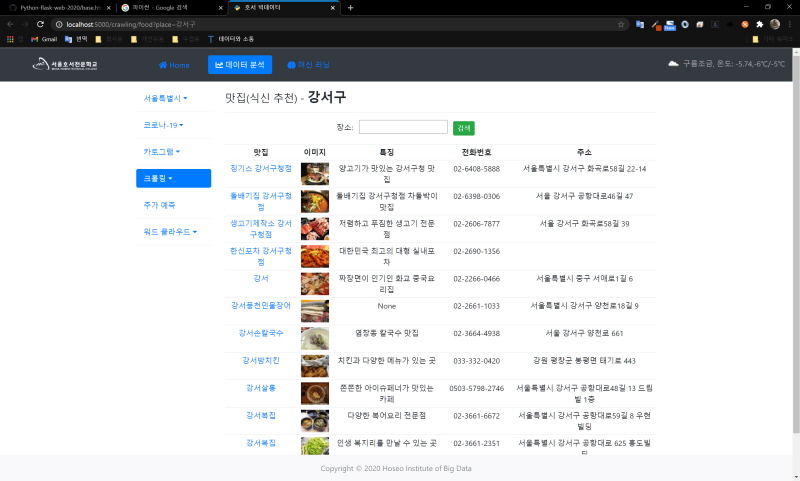 Python-flask-web-2020/base.ht
파이썬 - Google 검색
호서 빅데이터
localhost:5000/crawling/food?place=강서구
Gmail 번역 데이터와 소통
서울호서전문학교
Home 데이터 분석 머신 러닝
구름조금, 온도: -5.74,-6°C/-5°C
서울특별시
코로나-19
카토그램
크롤링
주가 예측
워드 클라우드
맛집(식신 추천) - 강서구
장소: 검색
맛집 이미지 특징 전화번호 주소
징기스 강서구청점 양고기가 맛있는 강서구청 맛집 02-6408-5888 서울특별시 강서구 화곡로58길 22-14
돌배기집 강서구청점 돌배기집 강서구청점 차돌박이 맛집 02-6398-0306 서울 강서구 공항대로46길 47
생고기제작소 강서구청점 저렴하고 푸짐한 생고기 전문점 02-2606-7877 서울 강서구 화곡로58길 39
한신포차 강서구청점 대한민국 최고의 대형 실내포차 02-2690-1356
강서 짜장면이 인기인 화교 중국요리집 02-2266-0466 서울특별시 중구 서애로1길 6
강서풍천민물장어 None 02-2661-1033 서울특별시 강서구 양천로18길 9
강서손칼국수 염창동 칼국수 맛집 02-3664-4938 서울 강서구 양천로 661
강서방치킨 치킨과 다양한 메뉴가 있는 곳 033-332-0420 강원 평창군 봉평면 태기로 443
강서살롱 쫀쫀한 아이슈페너가 맛있는 카페 0503-5798-2746 서울특별시 강서구 공항대로48길 13 드림빌 1층
강서복집 다양한 복어요리 전문점 02-3661-6672 서울특별시 강서구 공항대로59길 8 우현빌딩
강서복집 인생 복지리를 만날 수 있는 곳 02-3661-2351 서울특별시 강서구 공항대로 625 홍도빌딩
Copyright © 2020 Hoseo Institute of Big Data